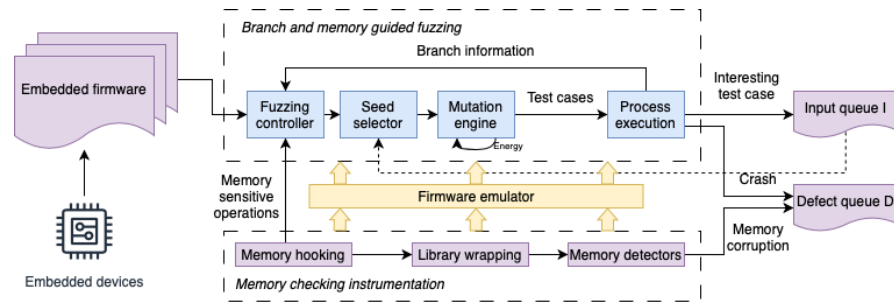 Branch and memory guided fuzzing
Branch information
Embedded firmware
Fuzzing
controller
Seed
selector
Mutation
engine
Energy
Test cases
Process
execution
Interesting
test case
Input queue I
Memory
sensitive
operations
Firmware emulator
Crash
Defect queue D
Memory
corruption
Memory hooking
Library wrapping
Memory detectors
Memory checking instrumentation
Embedded devices